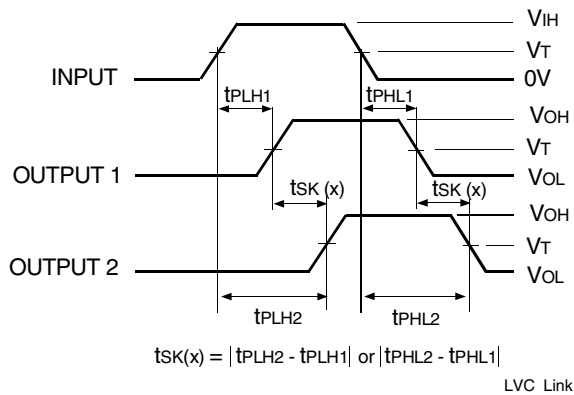 VIH
VT
INPUT
0V
tPLH1
tPHL1
VOH
VT
OUTPUT 1
tSK (x)
tSK (x)
VOL
VOH
VT
OUTPUT 2
VOL
tPLH2
tPHL2
tSK(x) = |tPLH2 - tPLH1| or |tPHL2 - tPHL1|
LVC Link